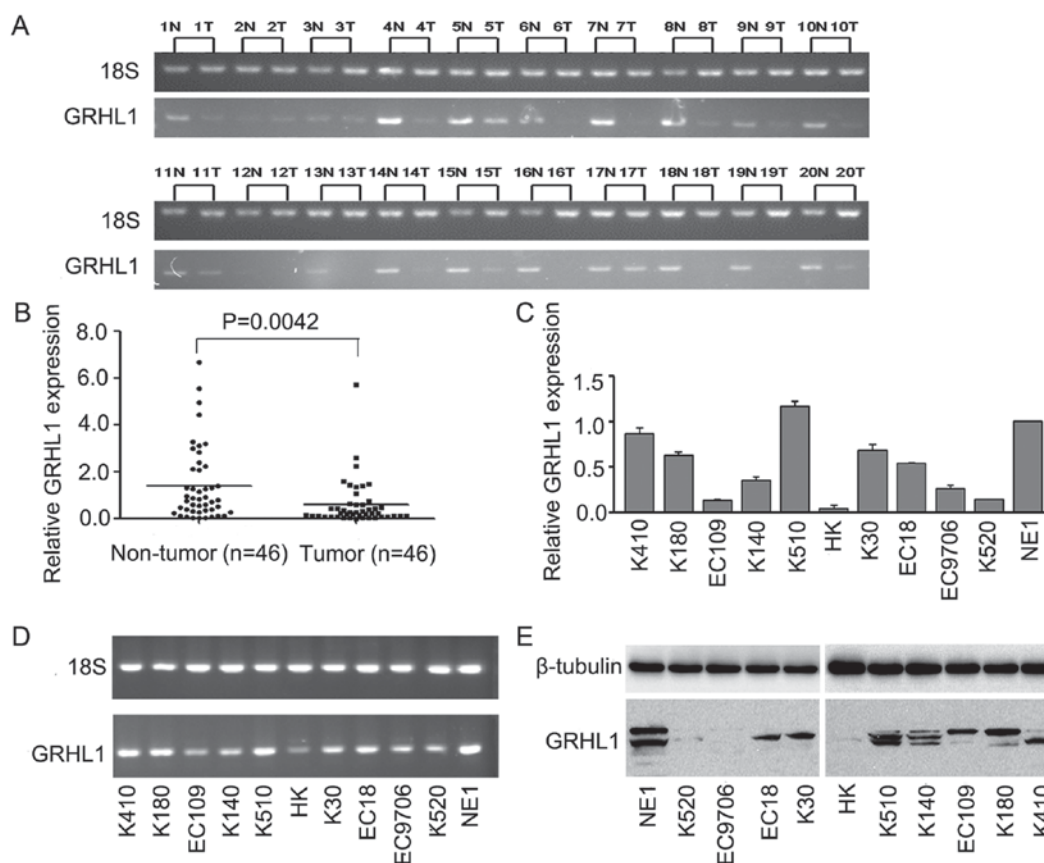 A
1N 1T 2N 2T 3N 3T 4N 4T 5N 5T 6N 6T 7N 7T 8N 8T 9N 9T 10N 10T
18S
GRHL1
11N 11T 12N 12T 13N 13T 14N 14T 15N 15T 16N 16T 17N 17T 18N 18T 19N 19T 20N 20T
18S
GRHL1
B
P=0.0042
Relative GRHL1 expression
8.0
6.0
4.0
2.0
0.0
Non-tumor (n=46) Tumor (n=46)
C
Relative GRHL1 expression
1.0
0.5
0.0
K410 K180 EC109 K140 K510 HK K30 EC18 EC9706 K520 NE1
D
18S
GRHL1
K410 K180 EC109 K140 K510 HK K30 EC18 EC9706 K520 NE1
E
β-tubulin
GRHL1
NE1 K520 EC9706 EC18 K30 HK K510 K140 EC109 K180 K410